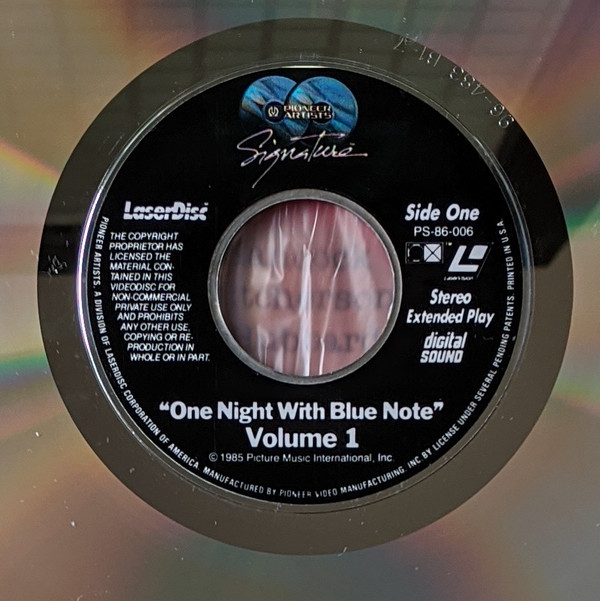 PIONEER
ARTISTS
Signature
LaserDisc
THE COPYRIGHT
PROPRIETOR HAS
LICENSED THE
MATERIAL CON-
TAINED IN THIS
VIDEODISC FOR
NON-COMMERCIAL
PRIVATE USE ONLY
AND PROHIBITS
ANY OTHER USE,
COPYING OR RE-
PRODUCTION IN
WHOLE OR IN PART.
Side One
PS-86-006
CX
LaserVision
Stereo
Extended Play
digital
SOUND
"One Night With Blue Note"
Volume 1
© 1985 Picture Music International, Inc.
PIONEER ARTISTS, A DIVISION OF LASERDISC CORPORATION OF AMERICA. MANUFACTURED BY PIONEER VIDEO MANUFACTURING, INC. BY LICENSE UNDER SEVERAL PENDING PATENTS. PRINTED IN U.S.A.